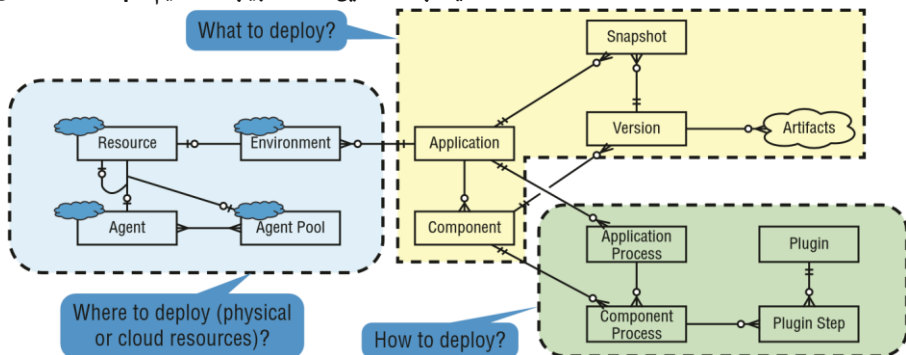 What to deploy?
Snapshot
Resource
Environment
Application
Version
Artifacts
Agent
Agent Pool
Component
Application
Process
Plugin
Where to deploy (physical
or cloud resources)?
How to deploy?
Component
Process
Plugin Step